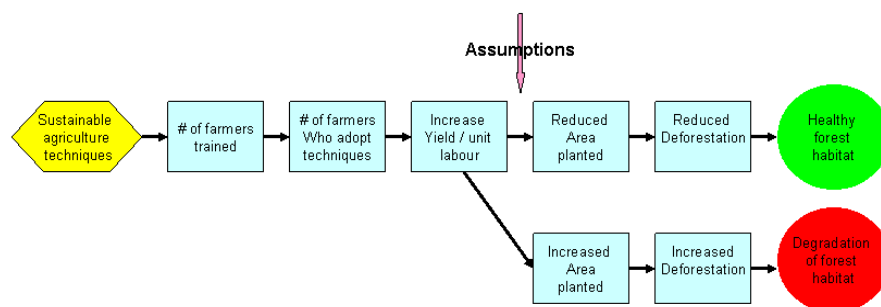 Assumptions
Sustainable
agriculture
techniques
# of farmers
trained
# of farmers
Who adopt
techniques
Increase
Yield / unit
labour
Reduced
Area
planted
Reduced
Deforestation
Healthy
forest
habitat
Increased
Area
planted
Increased
Deforestation
Degradation
of forest
habitat